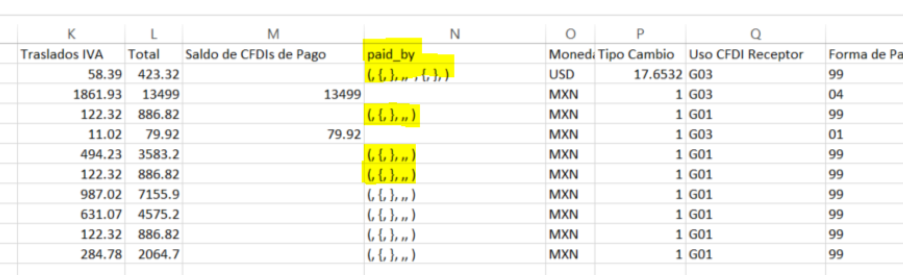 K L M N O P Q
Traslados IVA Total Saldo de CFDIs de Pago paid_by Moned Tipo Cambio Uso CFDI Receptor Forma de Pa
58.39 423.32 (, {, }, ,, , {, }, ) USD 17.6532 G03 99
1861.93 13499 13499 MXN 1 G03 04
122.32 886.82 (, {, }, ,, ) MXN 1 G01 99
11.02 79.92 79.92 MXN 1 G03 01
494.23 3583.2 (, {, }, ,, ) MXN 1 G01 99
122.32 886.82 (, {, }, ,, ) MXN 1 G01 99
987.02 7155.9 (, {, }, ,, ) MXN 1 G01 99
631.07 4575.2 (, {, }, ,, ) MXN 1 G01 99
122.32 886.82 (, {, }, ,, ) MXN 1 G01 99
284.78 2064.7 (, {, }, ,, ) MXN 1 G01 99